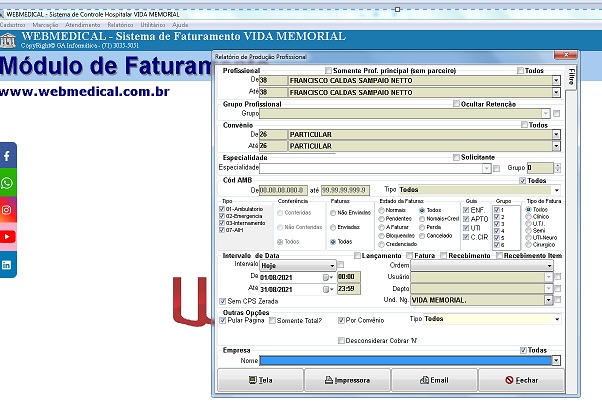 WEBMEDICAL - Sistema de Controle Hospitalar VIDA MEMORIAL
Cadastros Marcação Atendimento Relatórios Utilitários Ajuda
WEBMEDICAL - Sistema de Faturamento VIDA MEMORIAL
CopyRight© GA Informática - (71) 3035-5051
Módulo de Faturam
www.webmedical.com.br
Relatório de Produção Profissional
Filtro
Profissional Somente Prof. principal (sem parceiro) Todos
De 38 FRANCISCO CALDAS SAMPAIO NETTO
Até 38 FRANCISCO CALDAS SAMPAIO NETTO
Grupo Profissional Ocultar Retenção
Grupo
Convênio Todos
De 26 PARTICULAR
Até 26 PARTICULAR
Especialidade Solicitante
Especialidade Grupo 0
Cód AMB Todos
De 00.00.00.000-0 até 99.99.99.999-9 Tipo Todos
Tipo Conferência Faturas Estado da Faturas Guia Grupo Tipo de Fatura
01-Ambulatorio Conferidas Não Enviadas Normais Todos ENF. 1 Todos
02-Emergencia Pendentes Normais+Cred APTO 2 Clínico
03-Internamento Não Conferidas Enviadas A Faturar Perda UTI 3 U.T.I.
07-AIH Bloqueados Cancelado C.CIR 4 Semi
Todos Todas Credenciado 5 UTI-Neuro
6 Cirurgico
Intervalo de Data Lançamento Fatura Recebimento Recebimento Item
Intervalo Hoje Ordem
De 01/08/2021 00:00 Usuário
Até 31/08/2021 23:59 Depto
Sem CPS Zerada Und. Ng. VIDA MEMORIAL.
Outras Opções
Pular Página Somente Total? Por Convênio Tipo Todos
Desconsiderar Cobrar 'N'
Empresa Todas
Nome
Tela Impressora Email Fechar